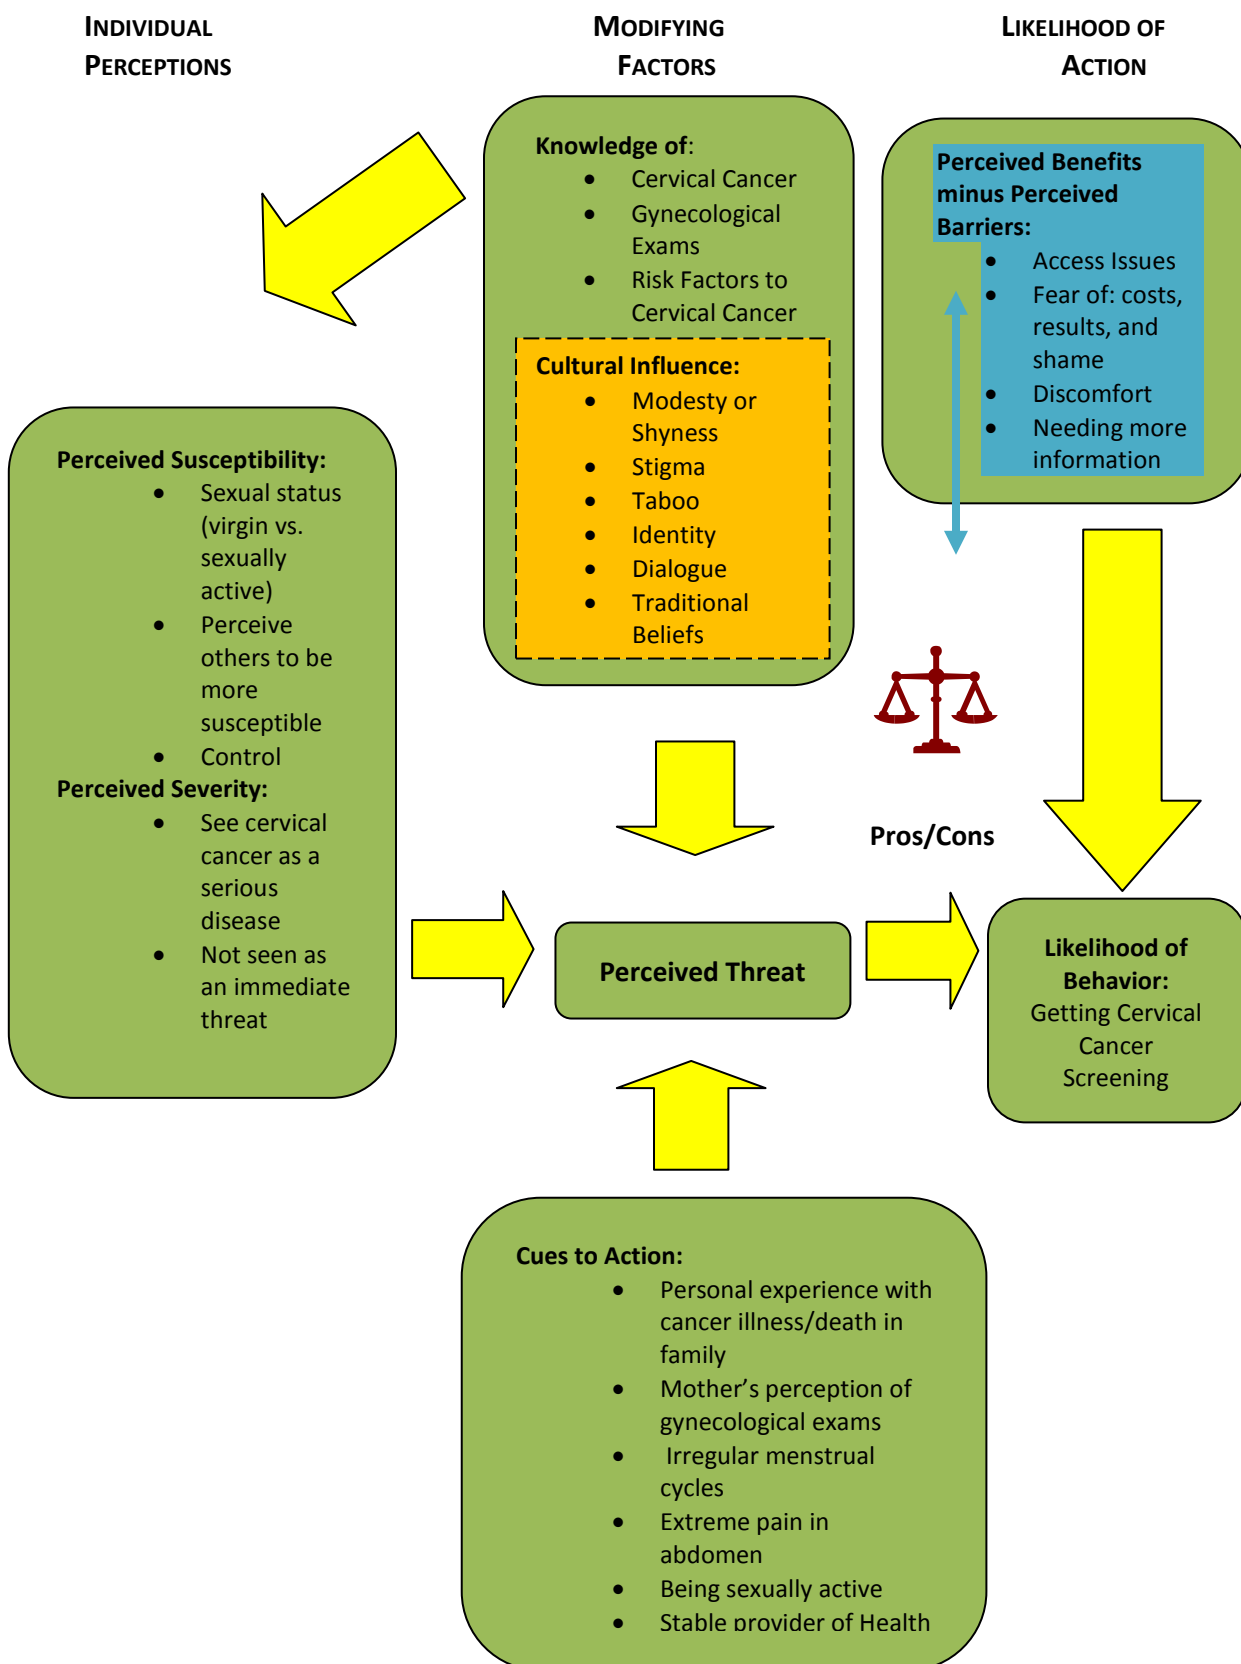 INDIVIDUAL
PERCEPTIONS
MODIFYING
FACTORS
LIKELIHOOD OF
ACTION
Knowledge of:
• Cervical Cancer
• Gynecological
Exams
• Risk Factors to
Cervical Cancer
Cultural Influence:
• Modesty or
Shyness
• Stigma
• Taboo
• Identity
• Dialogue
• Traditional
Beliefs
Perceived Benefits
minus Perceived
Barriers:
• Access Issues
• Fear of: costs,
results, and
shame
• Discomfort
• Needing more
information
Perceived Susceptibility:
• Sexual status
(virgin vs.
sexually
active)
• Perceive
others to be
more
susceptible
• Control
Perceived Severity:
• See cervical
cancer as a
serious
disease
• Not seen as
an immediate
threat
Pros/Cons
Perceived Threat
Likelihood of
Behavior:
Getting Cervical
Cancer
Screening
Cues to Action:
• Personal experience with
cancer illness/death in
family
• Mother’s perception of
gynecological exams
• Irregular menstrual
cycles
• Extreme pain in
abdomen
• Being sexually active
• Stable provider of Health